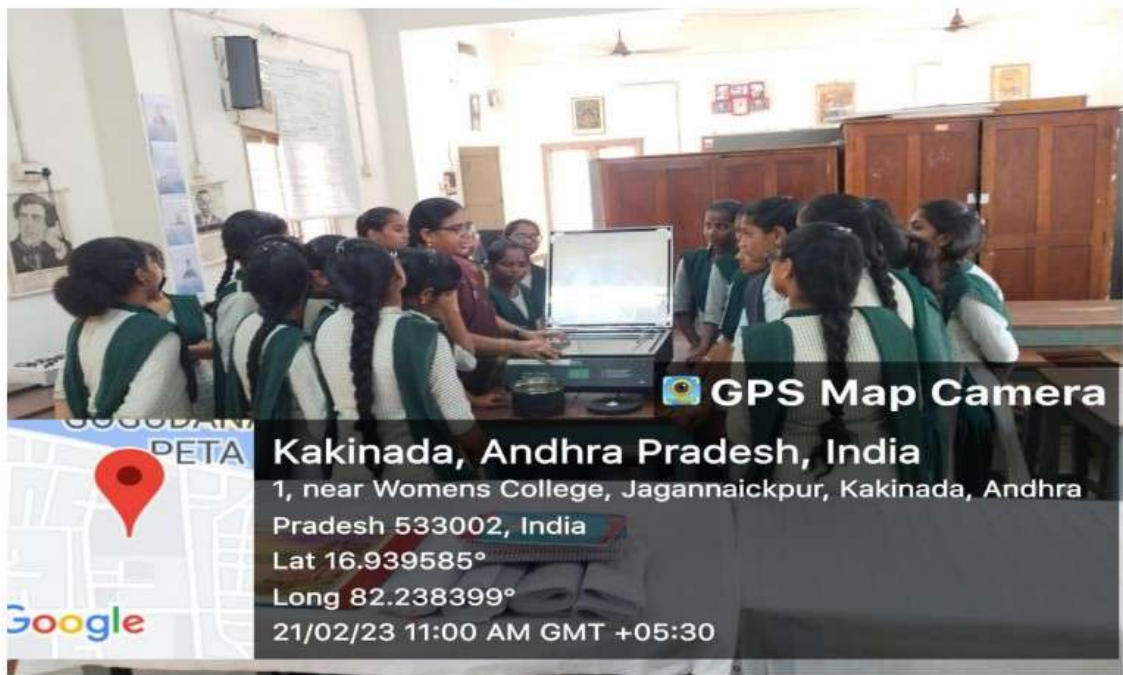 GPS Map Camera
PETA
Kakinada, Andhra Pradesh, India
1, near Womens College, Jagannaickpur, Kakinada, Andhra
Pradesh 533002, India
Lat 16.939585°
Long 82.238399°
21/02/23 11:00 AM GMT +05:30
Google